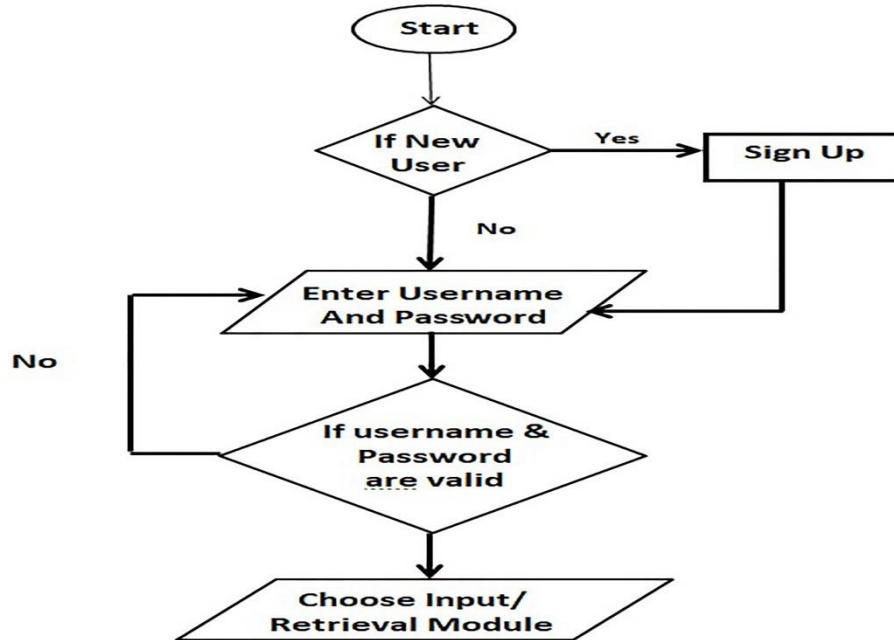 Start
If New
User
Yes
Sign Up
No
Enter Username
And Password
No
If username &
Password
are valid
Choose Input/
Retrieval Module